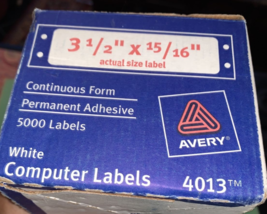 3 1/2" x 15/16"
actual size label
Continuous Form
Permanent Adhesive
5000 Labels
AVERY®
White
Computer Labels 4013™